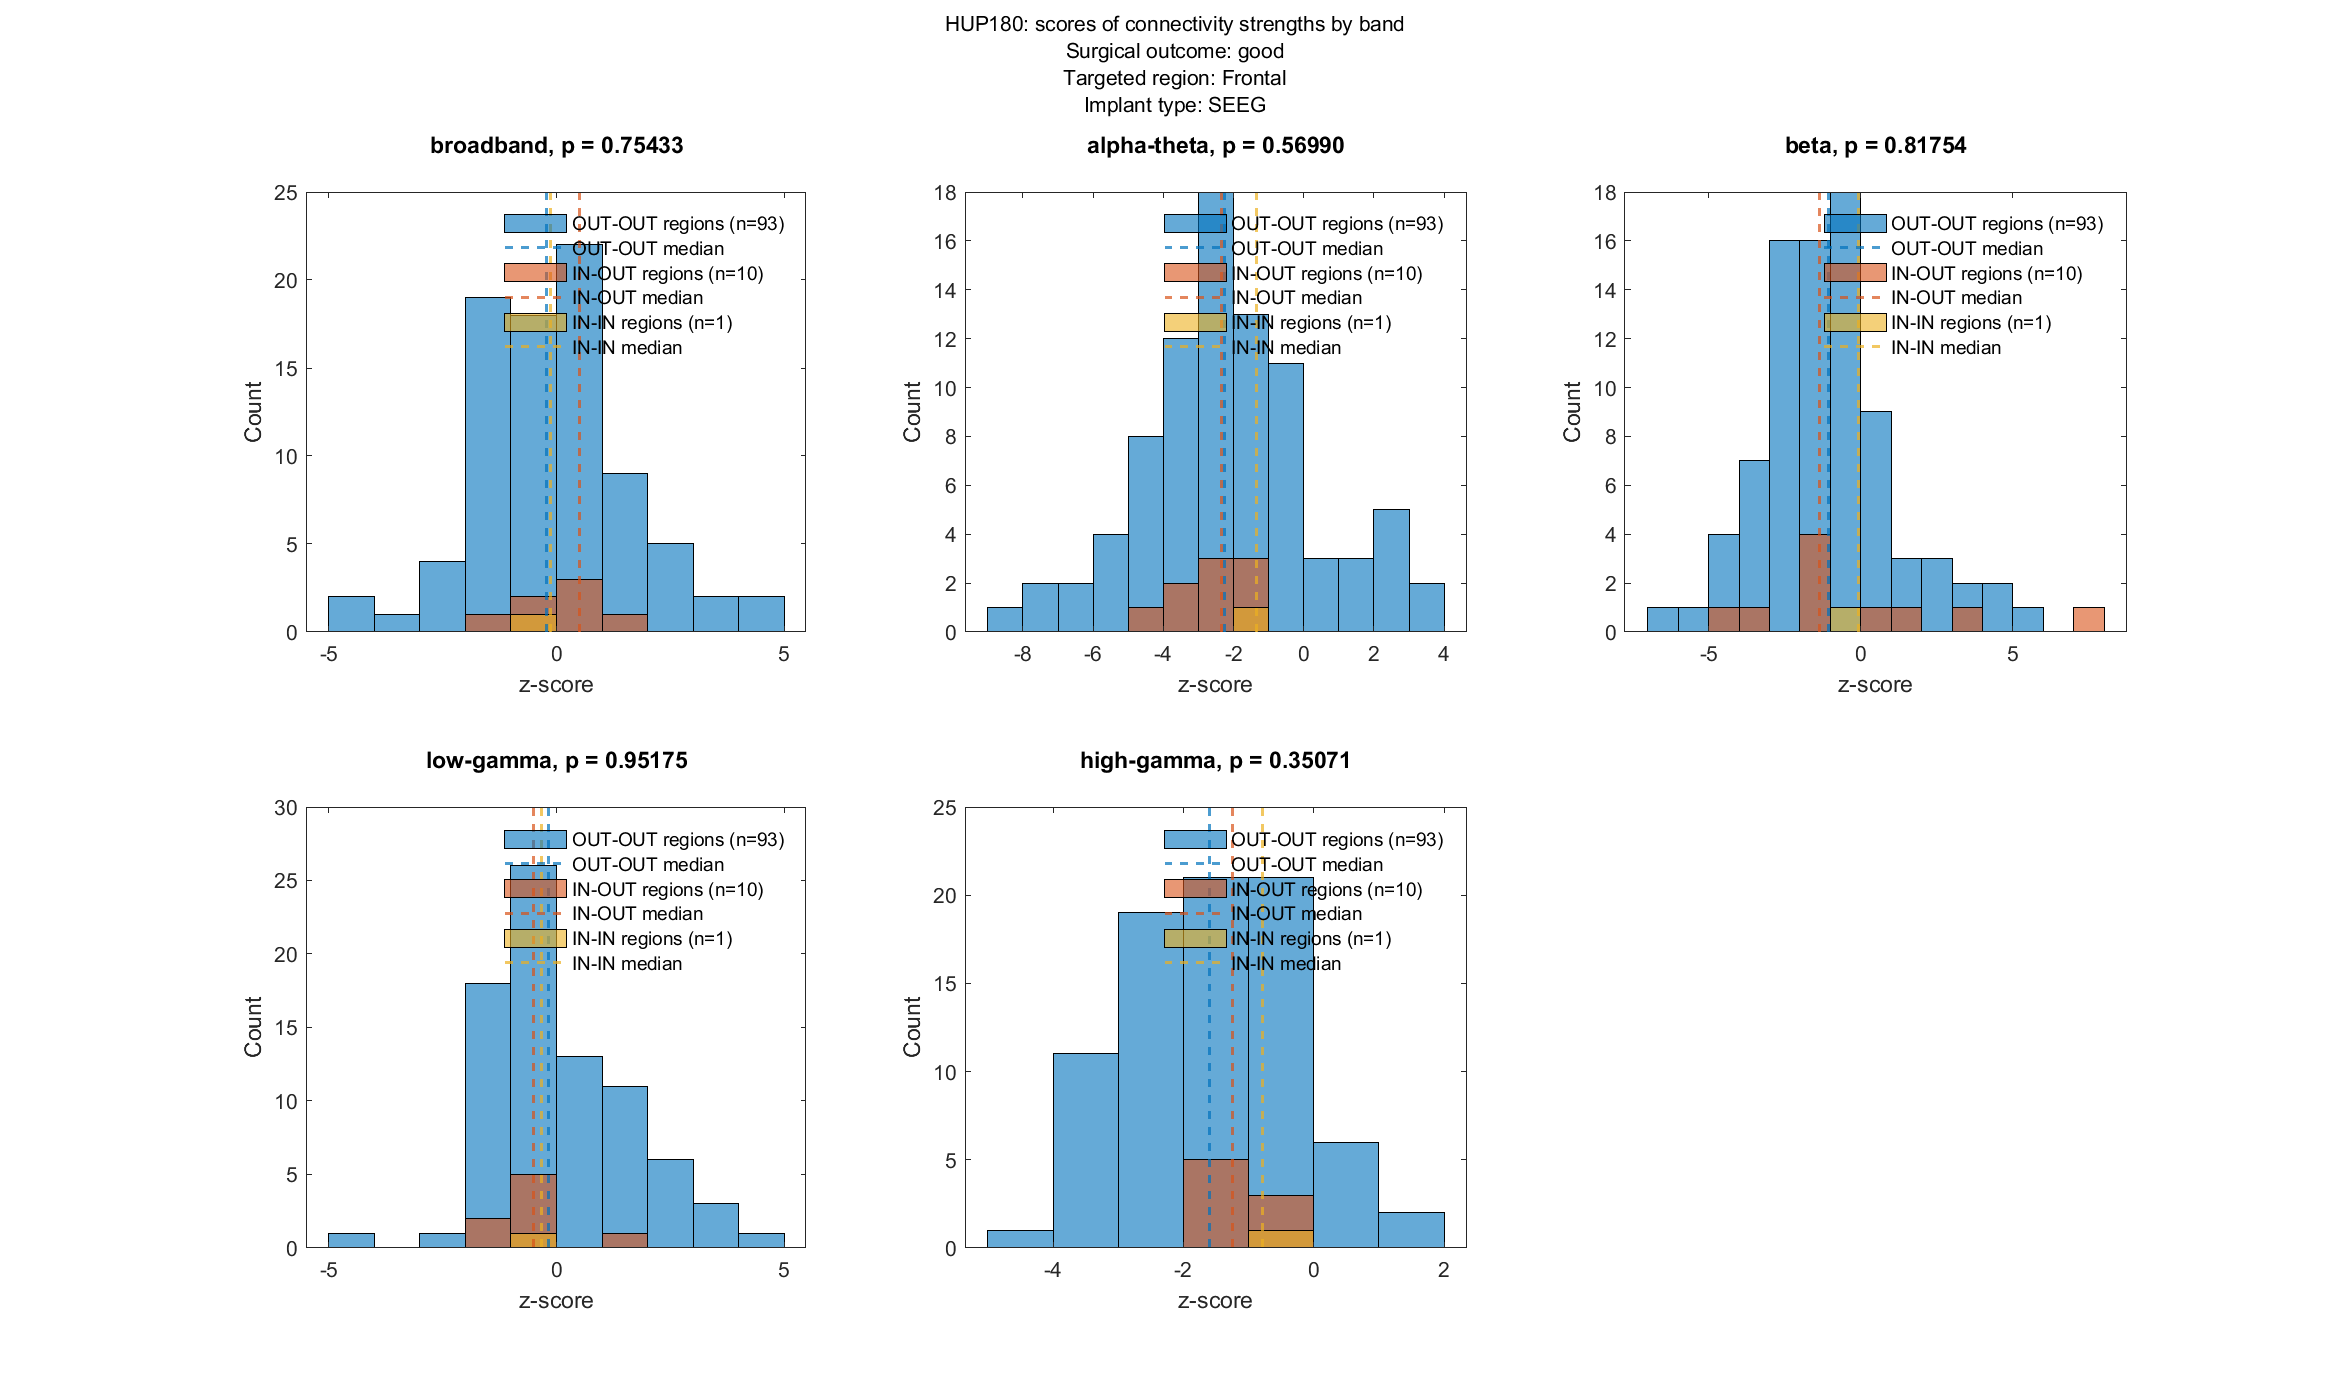 HUP180: scores of connectivity strengths by band
Surgical outcome: good
Targeted region: Frontal
Implant type: SEEG
broadband, p = 0.75433
25
20
15
10
5
0
Count
-5
0
5
z-score
OUT-OUT regions (n=93)
OUT-OUT median
IN-OUT regions (n=10)
IN-OUT median
IN-IN regions (n=1)
IN-IN median
alpha-theta, p = 0.56990
18
16
14
12
10
8
6
4
2
0
Count
-8
-6
-4
-2
0
2
4
z-score
OUT-OUT regions (n=93)
OUT-OUT median
IN-OUT regions (n=10)
IN-OUT median
IN-IN regions (n=1)
IN-IN median
beta, p = 0.81754
18
16
14
12
10
8
6
4
2
0
Count
-5
0
5
z-score
OUT-OUT regions (n=93)
OUT-OUT median
IN-OUT regions (n=10)
IN-OUT median
IN-IN regions (n=1)
IN-IN median
low-gamma, p = 0.95175
30
25
20
15
10
5
0
Count
-5
0
5
z-score
OUT-OUT regions (n=93)
OUT-OUT median
IN-OUT regions (n=10)
IN-OUT median
IN-IN regions (n=1)
IN-IN median
high-gamma, p = 0.35071
25
20
15
10
5
0
Count
-4
-2
0
2
z-score
OUT-OUT regions (n=93)
OUT-OUT median
IN-OUT regions (n=10)
IN-OUT median
IN-IN regions (n=1)
IN-IN median